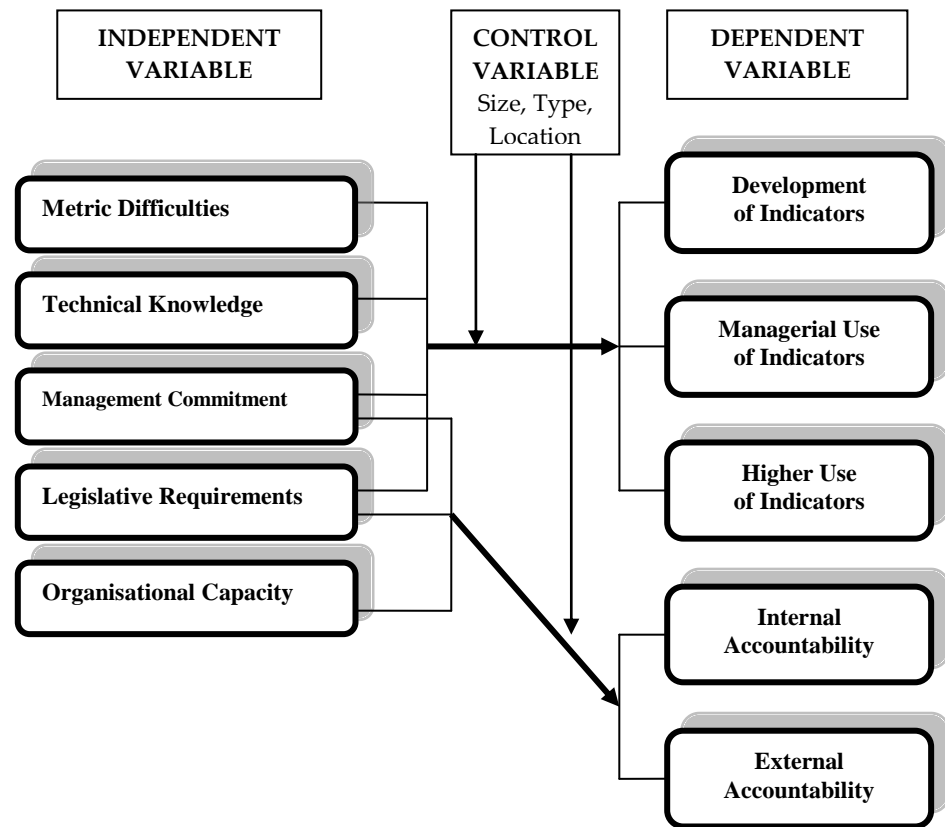 INDEPENDENT
VARIABLE
CONTROL
VARIABLE
Size, Type,
Location
DEPENDENT
VARIABLE
Metric Difficulties
Technical Knowledge
Management Commitment
Legislative Requirements
Organisational Capacity
Development
of Indicators
Managerial Use
of Indicators
Higher Use
of Indicators
Internal
Accountability
External
Accountability